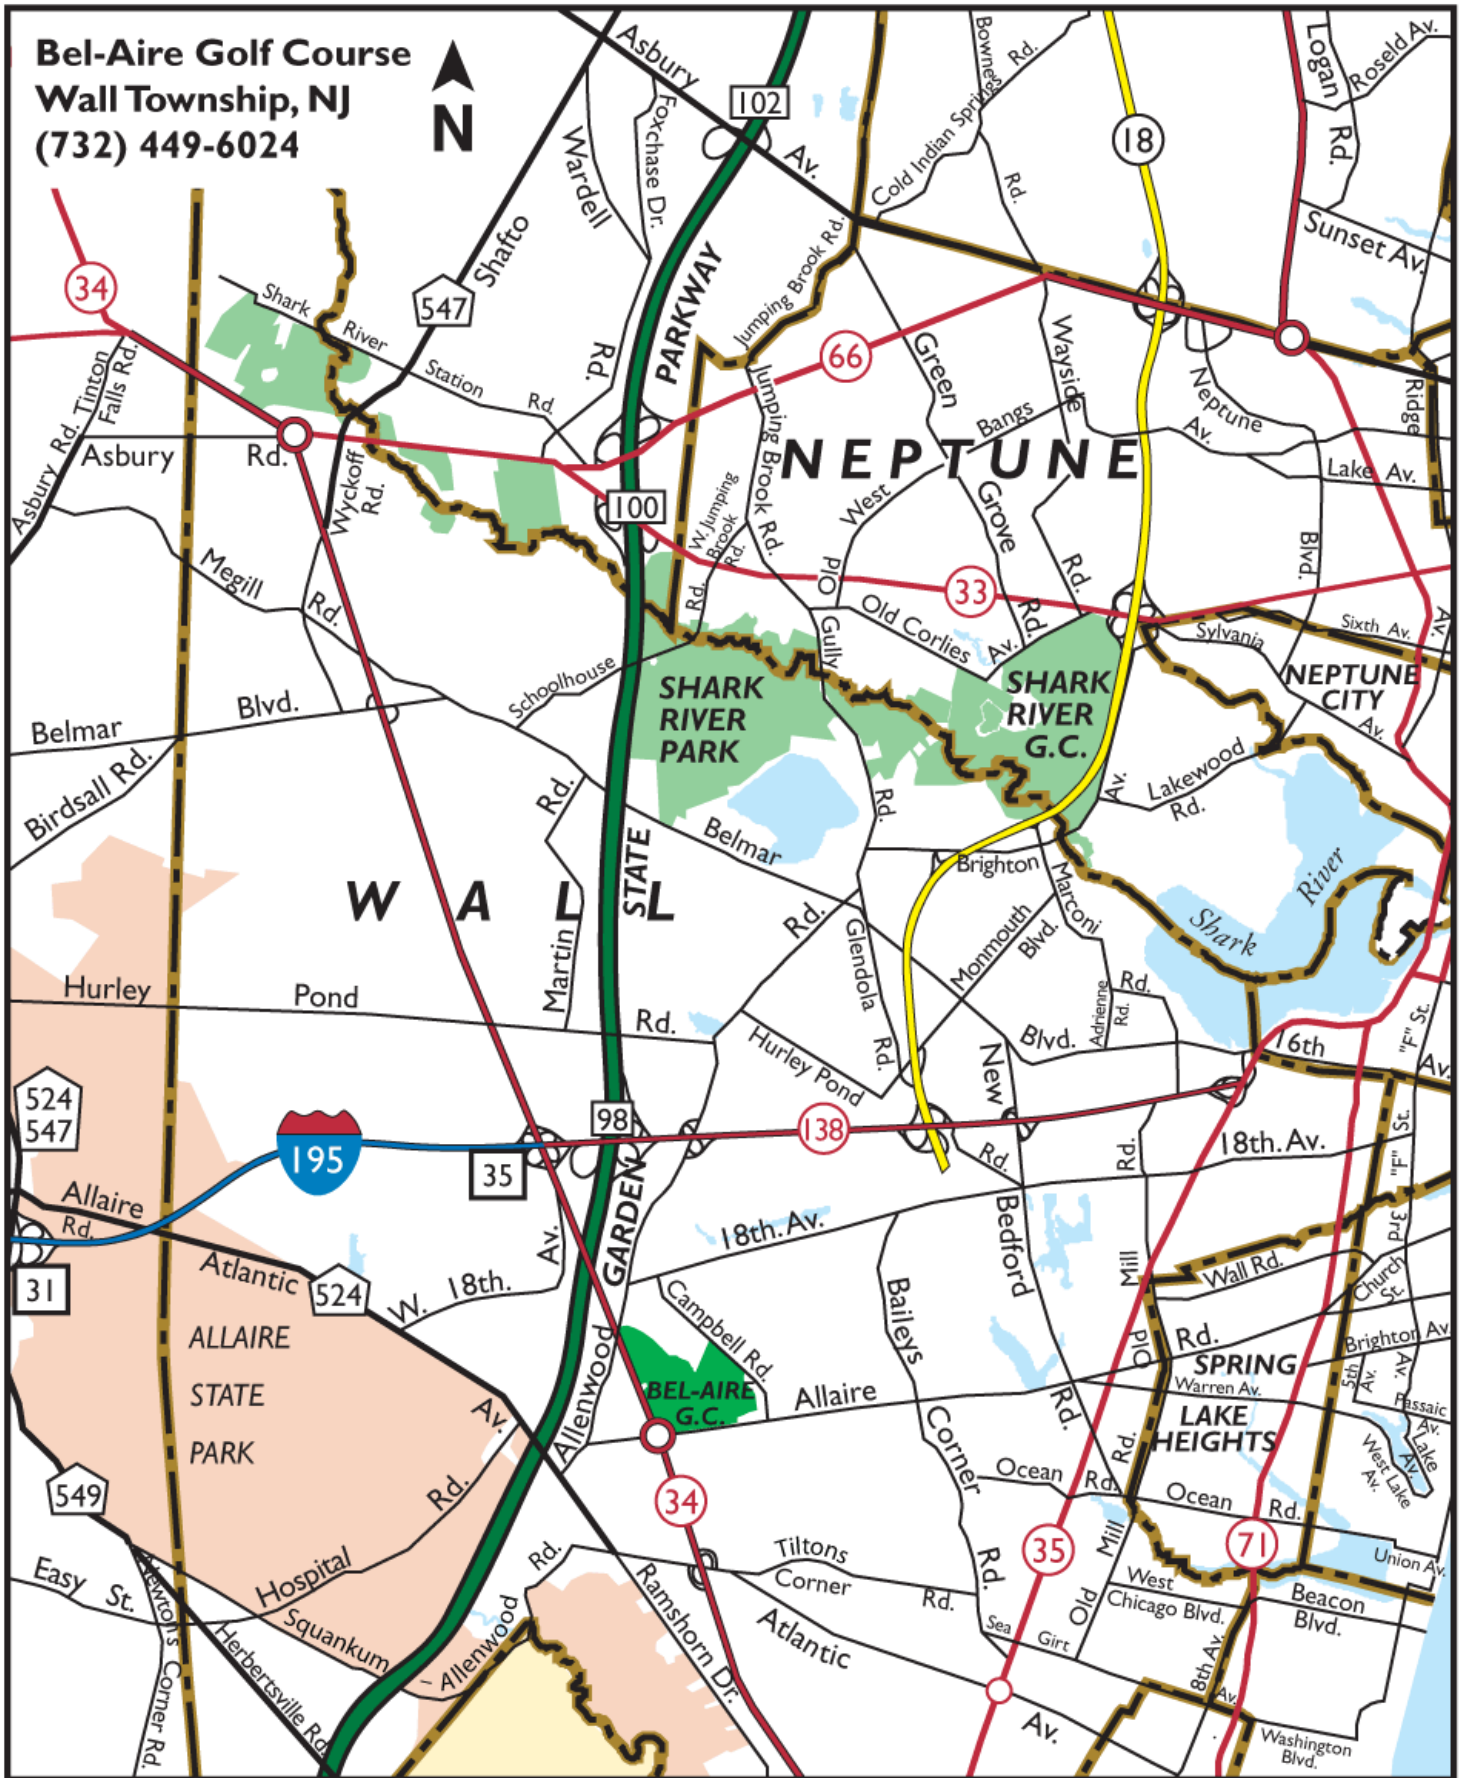 Bel-Aire Golf Course
Wall Township, NJ
(732) 449-6024
N
Asbury
Av.
102
Foxchase Dr.
Wardell
Rd.
Bownes
Rd.
Cold Indian Springs
Rd.
18
Logan
Rd.
Roseld Av.
Sunset Av.
34
547
Shafto
PARKWAY
Jumping Brook Rd.
Shark
River
Station
Rd.
66
Green
Grove
Rd.
Wayside
Rd.
Neptune
Av.
Ridge
Av.
Asbury Rd. Tinton
Falls Rd.
Asbury
Rd.
Wyckoff
Rd.
Jumping Brook Rd.
W. Jumping
Brook
Rd.
Rd.
NEPTUNE
Bangs
West
Lake Av.
Blvd.
100
33
Megill
Rd.
Old
Gully
Rd.
Old Corlies
Av.
Sylvania
Av.
Sixth Av.
NEPTUNE
CITY
Schoolhouse
SHARK
RIVER
PARK
SHARK
RIVER
G.C.
Belmar
Blvd.
Birdsall Rd.
Av.
Lakewood
Rd.
Rd.
Belmar
Martin
STATE
WALL
Brighton
Marconi
Monmouth
Blvd.
Shark
River
Rd.
Glendola
Rd.
Hurley
Pond
Rd.
Adrienne
Rd.
Rd.
Blvd.
Hurley Pond
New
Bedford
Rd.
16th
Av.
"F" St.
524
547
98
138
18th. Av.
Rd.
"F" St.
195
35
Allaire
Rd.
GARDEN
Rd.
3rd
31
Atlantic
524
W.
18th.
Av.
18th. Av.
Campbell Rd.
Baileys
Corner
Rd.
Mill
Old
Wall Rd.
Church
St.
ALLAIRE
STATE
PARK
Av.
Allenwood
BEL-AIRE
G.C.
Allaire
Rd.
SPRING
LAKE
HEIGHTS
Warren Av.
Brighton Av
5th
Av.
Av.
Passaic
Av.
Lake
Av.
West Lake
Av.
549
34
Ocean
Rd.
Rd.
Ocean
Rd.
35
71
Hospital
Rd.
Easy
St.
Newtons
Corner Rd.
Squankum
- Allenwood
Rd.
Herbertsville Rd.
Ramshorn Dr.
Tiltons
Corner
Rd.
Atlantic
Av.
Mill
Old
West
Chicago Blvd.
Union Av.
Beacon
Blvd.
Sea
Girt
Av.
8th Av.
Washington
Blvd.